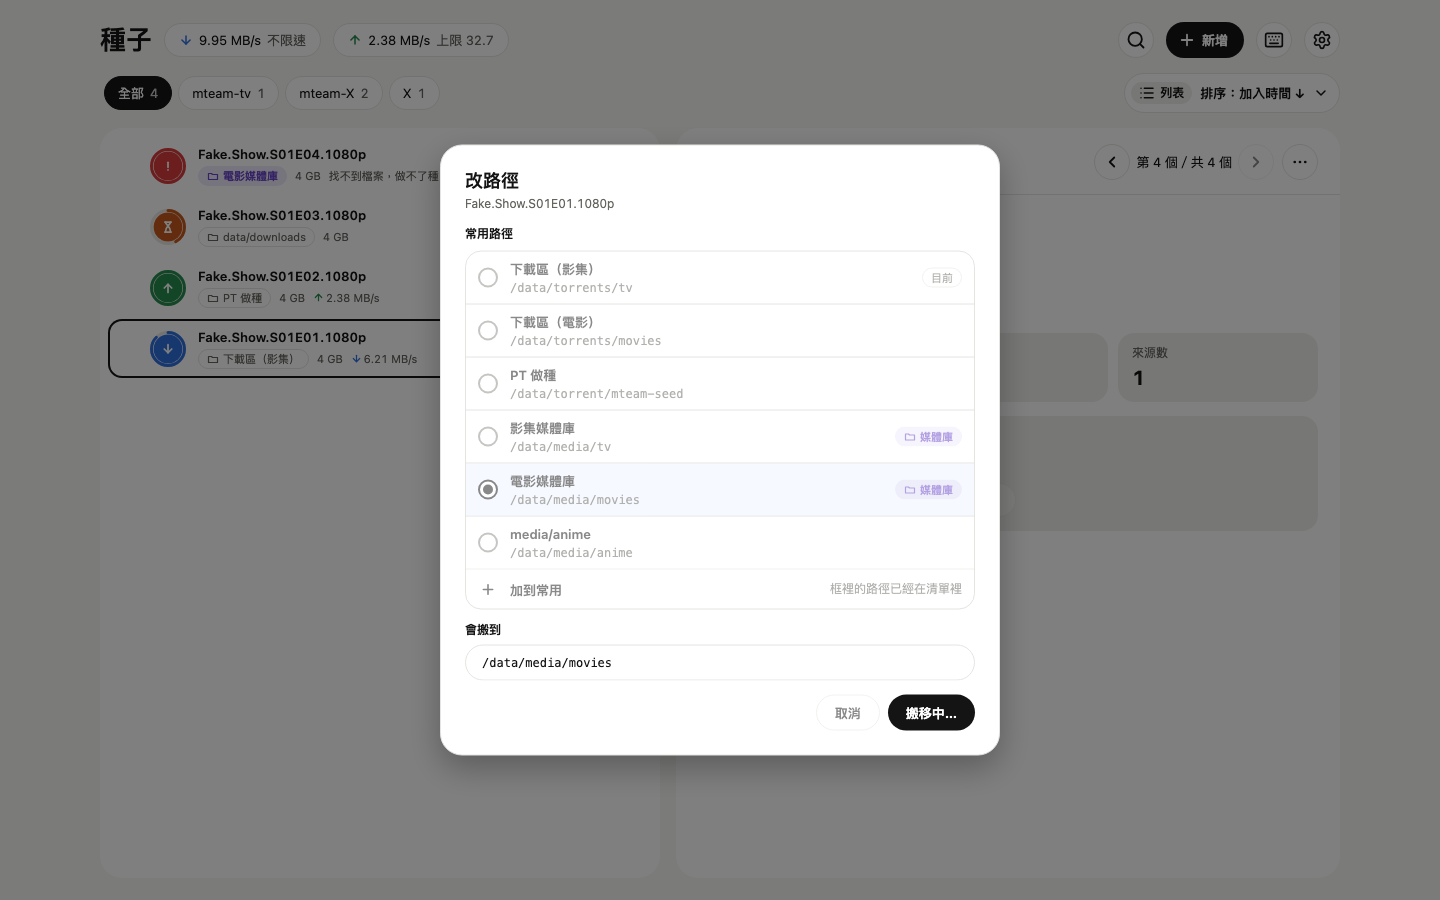 種子
9.95 MB/s 不限速
2.38 MB/s 上限 32.7
新增
全部 4
mteam-tv 1
mteam-X 2
X 1
列表
排序：加入時間
Fake.Show.S01E04.1080p
電影媒體庫 4 GB 找不到檔案，做不了種
Fake.Show.S01E03.1080p
data/downloads 4 GB
Fake.Show.S01E02.1080p
PT 做種 4 GB 2.38 MB/s
Fake.Show.S01E01.1080p
下載區（影集） 4 GB 6.21 MB/s
第 4 個 / 共 4 個
來源數
1
改路徑
Fake.Show.S01E01.1080p
常用路徑
下載區（影集）
/data/torrents/tv
目前
下載區（電影）
/data/torrents/movies
PT 做種
/data/torrent/mteam-seed
影集媒體庫
/data/media/tv
媒體庫
電影媒體庫
/data/media/movies
媒體庫
media/anime
/data/media/anime
加到常用
框裡的路徑已經在清單裡
會搬到
/data/media/movies
取消
搬移中...